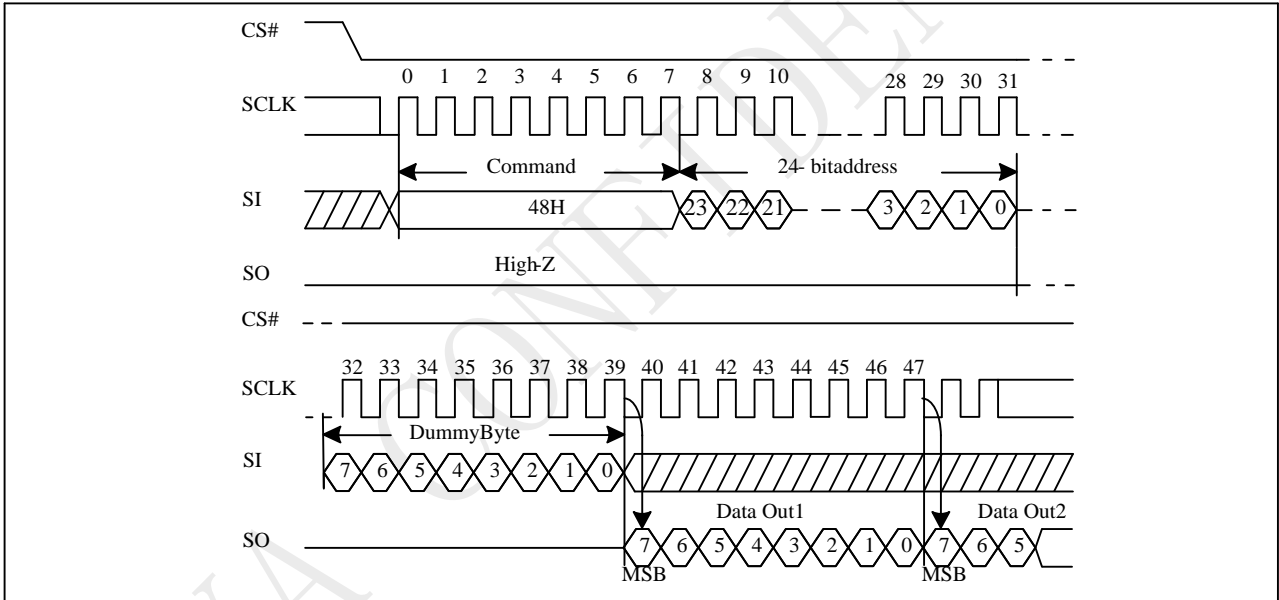 CS#
0 1 2 3 4 5 6 7 8 9 10 28 29 30 31
SCLK
Command 24- bitaddress
SI 48H 23 22 21 3 2 1 0
High-Z
SO
CS#
32 33 34 35 36 37 38 39 40 41 42 43 44 45 46 47
SCLK
DummyByte
SI 7 6 5 4 3 2 1 0
Data Out1 Data Out2
SO 7 6 5 4 3 2 1 0 7 6 5
MSB MSB